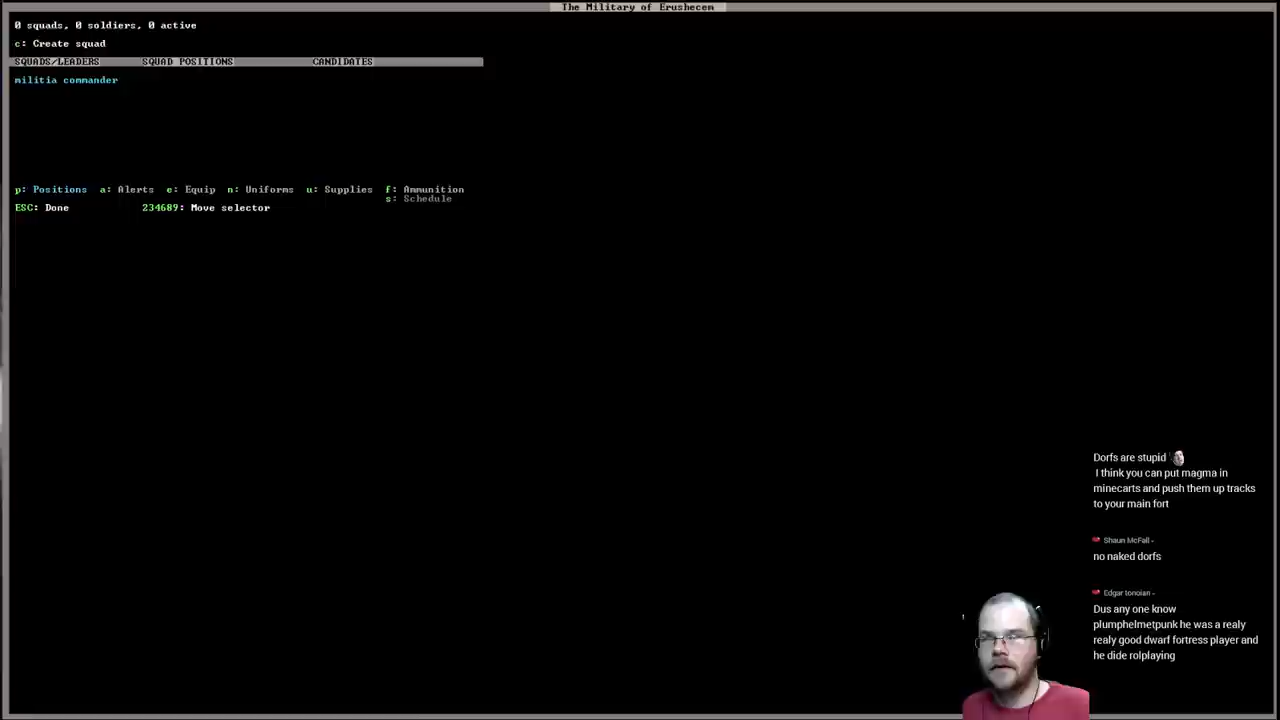 The Military of Erushecem
0 squads, 0 soldiers, 0 active
c: Create squad
SQUADS/LEADERS SQUAD POSITIONS CANDIDATES
militia commander
p: Positions a: Alerts e: Equip n: Uniforms u: Supplies f: Ammunition
s: Schedule
ESC: Done 234689: Move selector
Dorfs are stupid
I think you can put magma in
minecarts and push them up tracks
to your main fort
Shaun McFall -
no naked dorfs
Edgar tonoian -
Dus any one know
plumphelmetpunk he was a realy
realy good dwarf fortress player and
he dide rolplaying